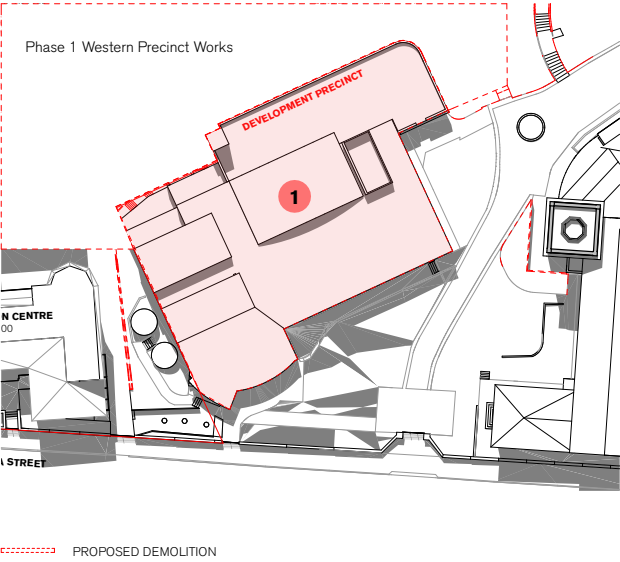 Phase 1 Western Precinct Works
DEVELOPMENT PRECINCT
1
N CENTRE
00
A STREET
PROPOSED DEMOLITION